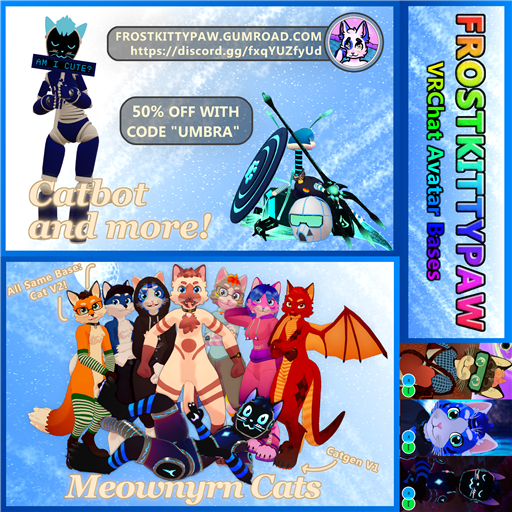 FROSTKITTYPAW.GUMROAD.COM
https://discord.gg/fxqYUZfyUd
AM I CUTE?
50% OFF WITH
CODE "UMBRA"
Catbot
and more!
FROSTKITTYPAW
VRChat Avatar Bases
All Same Base:
Cat V2!
Catgen V1
Meownyrn Cats